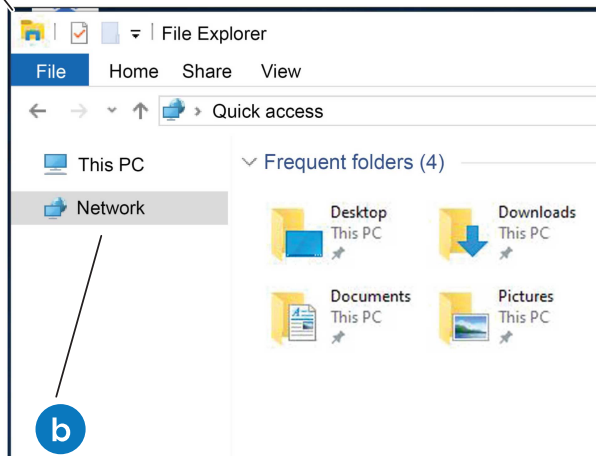 File Explorer
File Home Share View
Quick access
This PC
Network
Frequent folders (4)
Desktop
This PC
Downloads
This PC
Documents
This PC
Pictures
This PC
b